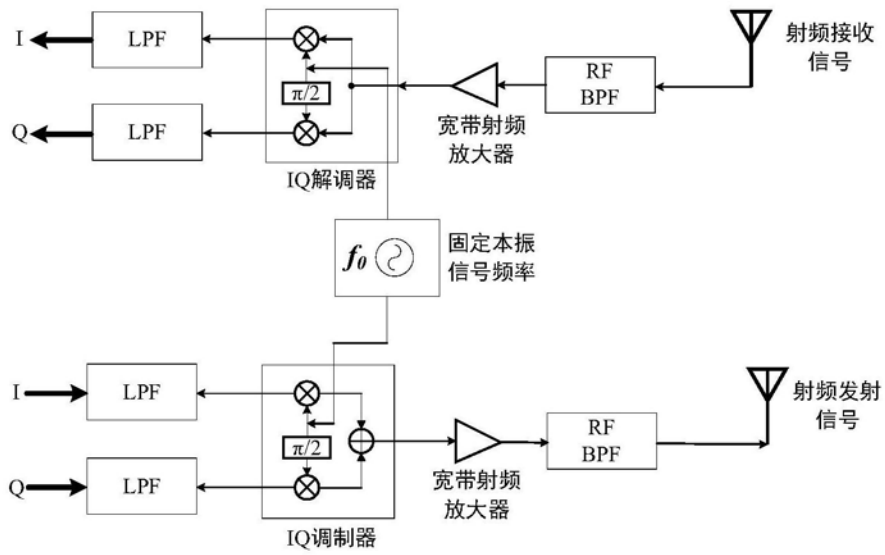 I
LPF
π/2
RF
BPF
射频接收
信号
宽带射频
放大器
Q
LPF
IQ解调器
f0
固定本振
信号频率
I
LPF
π/2
RF
BPF
射频发射
信号
宽带射频
放大器
Q
LPF
IQ调制器